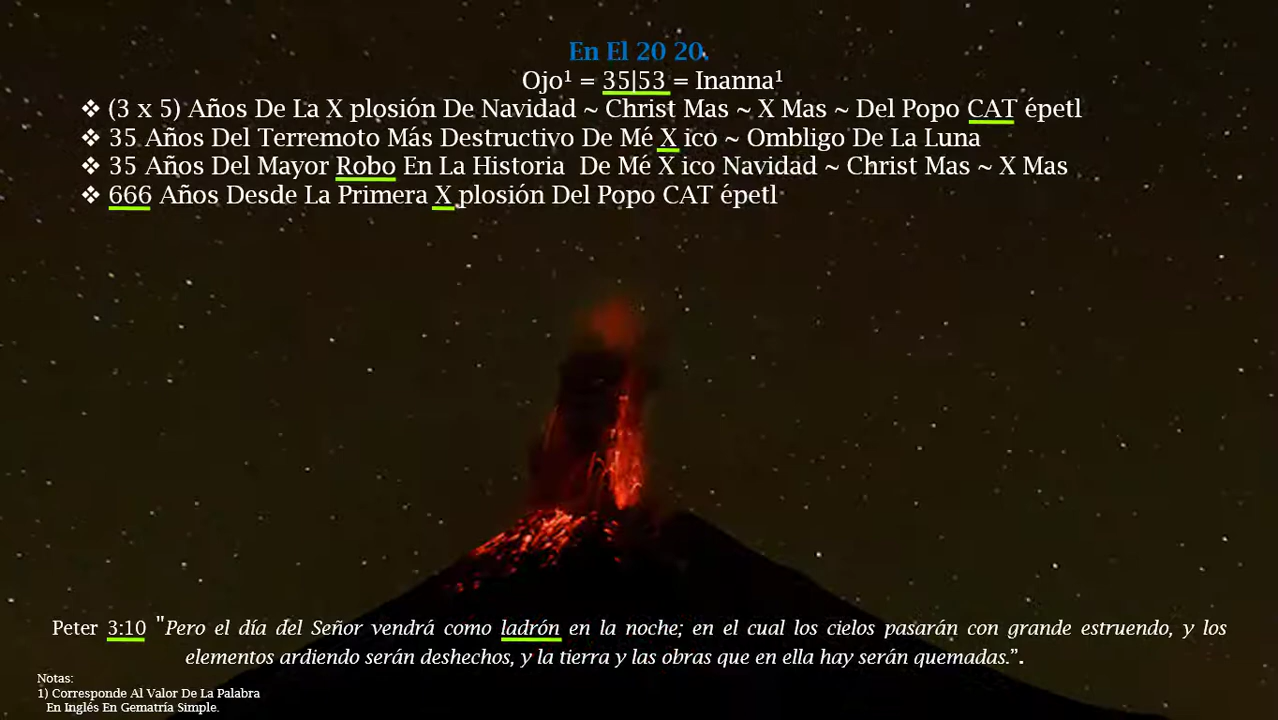 En El 20 20.
Ojo¹ = 35|53 = Inanna¹
❖ (3 x 5) Años De La X plosión De Navidad ~ Christ Mas ~ X Mas ~ Del Popo CAT épetl
❖ 35 Años Del Terremoto Más Destructivo De Mé X ico ~ Ombligo De La Luna
❖ 35 Años Del Mayor Robo En La Historia De Mé X ico Navidad ~ Christ Mas ~ X Mas
❖ 666 Años Desde La Primera X plosión Del Popo CAT épetl
Peter 3:10 "Pero el día del Señor vendrá como ladrón en la noche; en el cual los cielos pasarán con grande estruendo, y los
elementos ardiendo serán deshechos, y la tierra y las obras que en ella hay serán quemadas.”.
Notas:
1) Corresponde Al Valor De La Palabra
En Inglés En Gematría Simple.